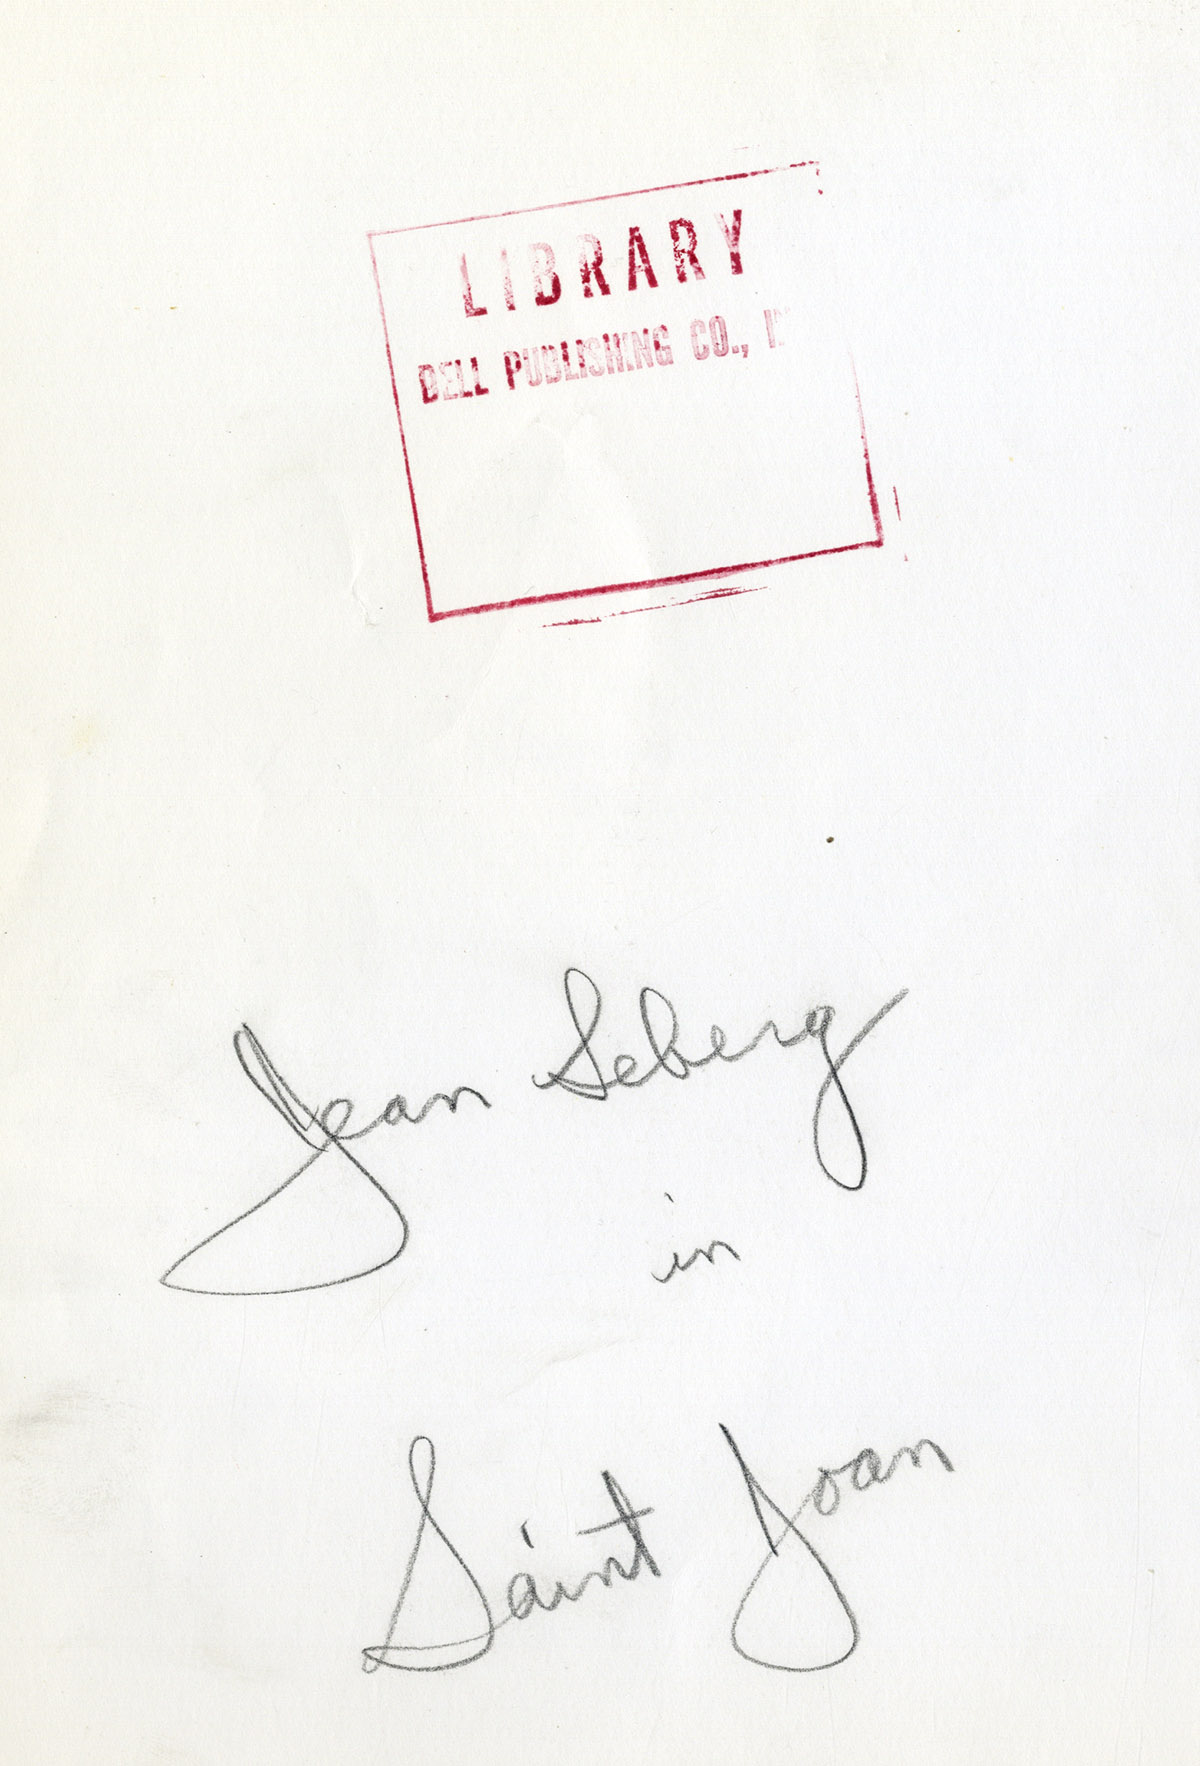 LIBRARY
DELL PUBLISHING CO.,
Jean Seberg
in
Saint Joan